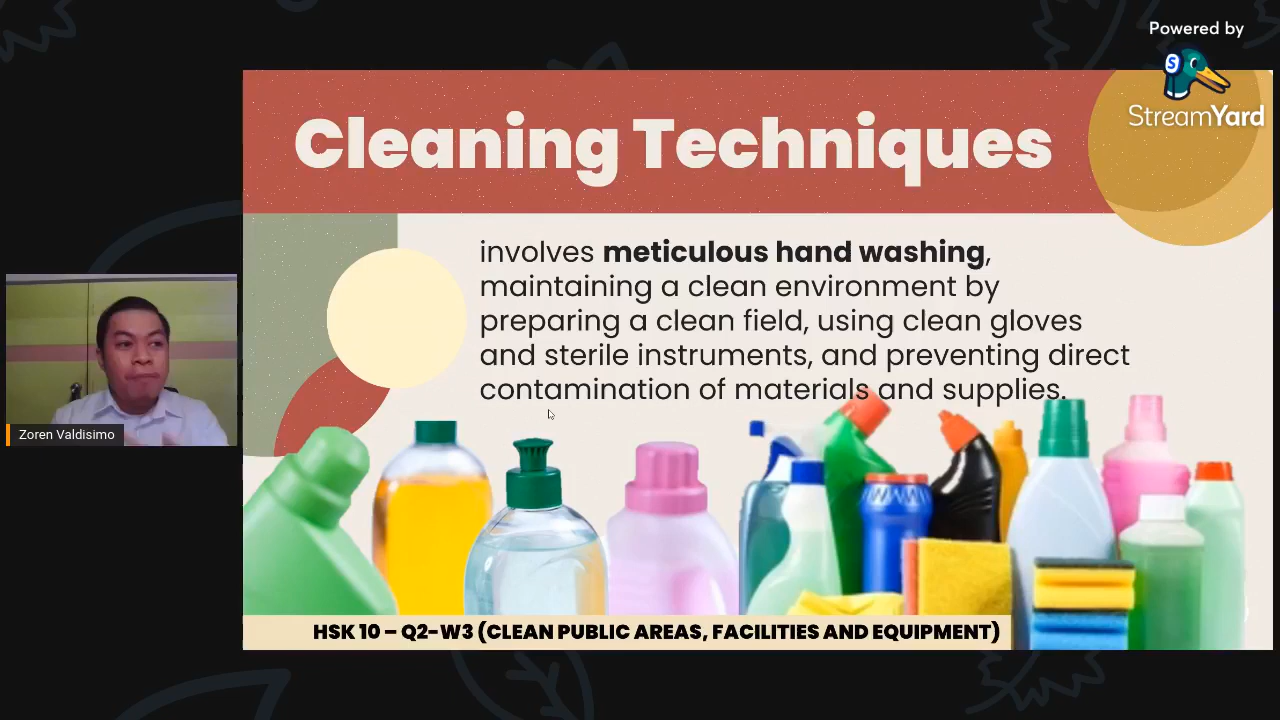 Powered by
StreamYard
Cleaning Techniques
involves meticulous hand washing,
maintaining a clean environment by
preparing a clean field, using clean gloves
and sterile instruments, and preventing direct
contamination of materials and supplies.
Zoren Valdisimo
HSK 10 – Q2-W3 (CLEAN PUBLIC AREAS, FACILITIES AND EQUIPMENT)